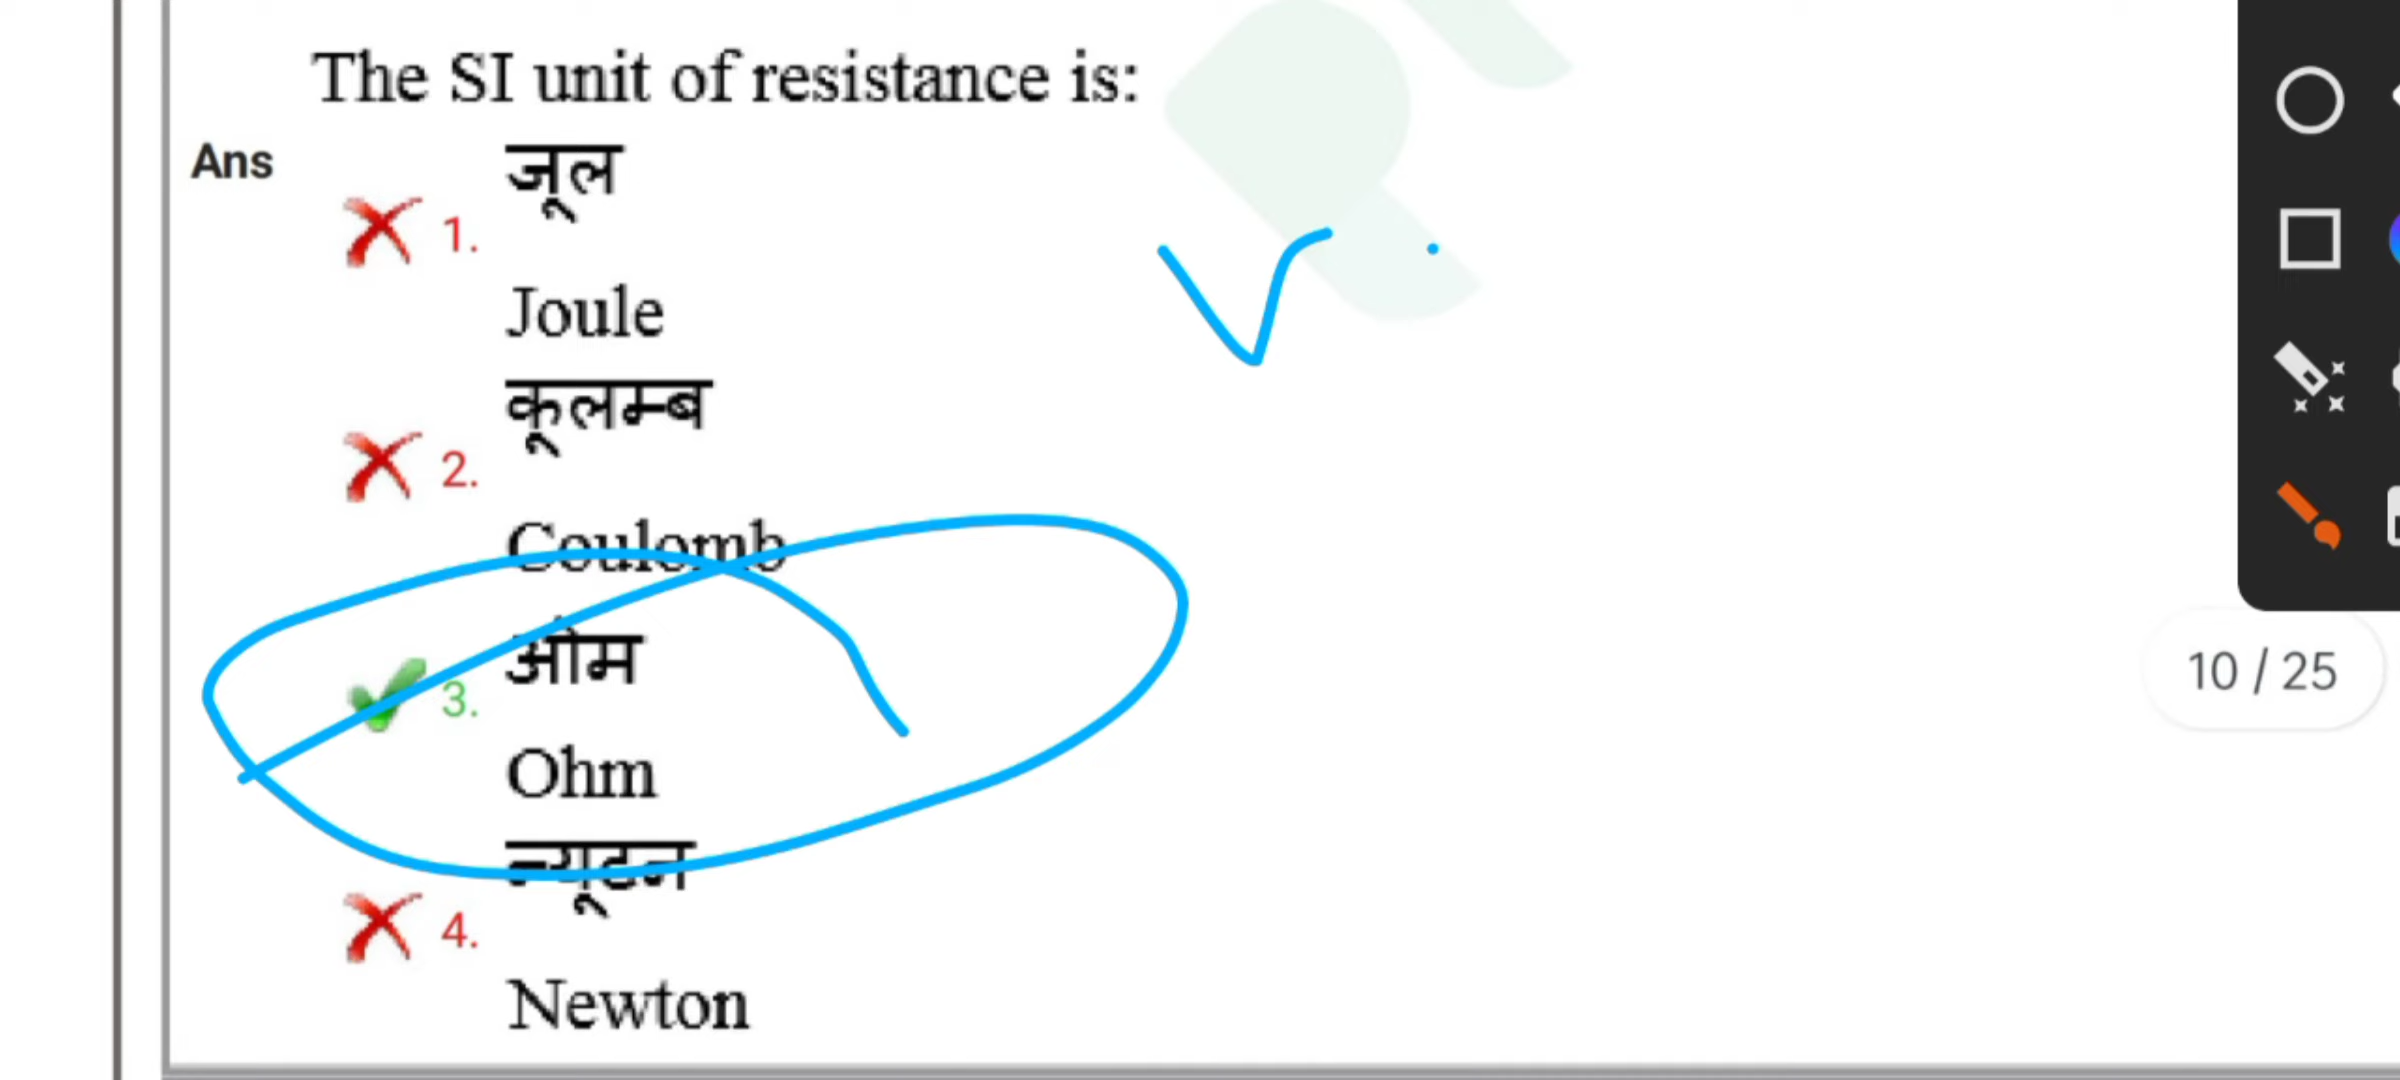 The SI unit of resistance is:
Ans
जूल
1.
Joule
कूलम्ब
2.
Coulomb
ओम
3.
Ohm
न्यूटन
4.
Newton
10 / 25